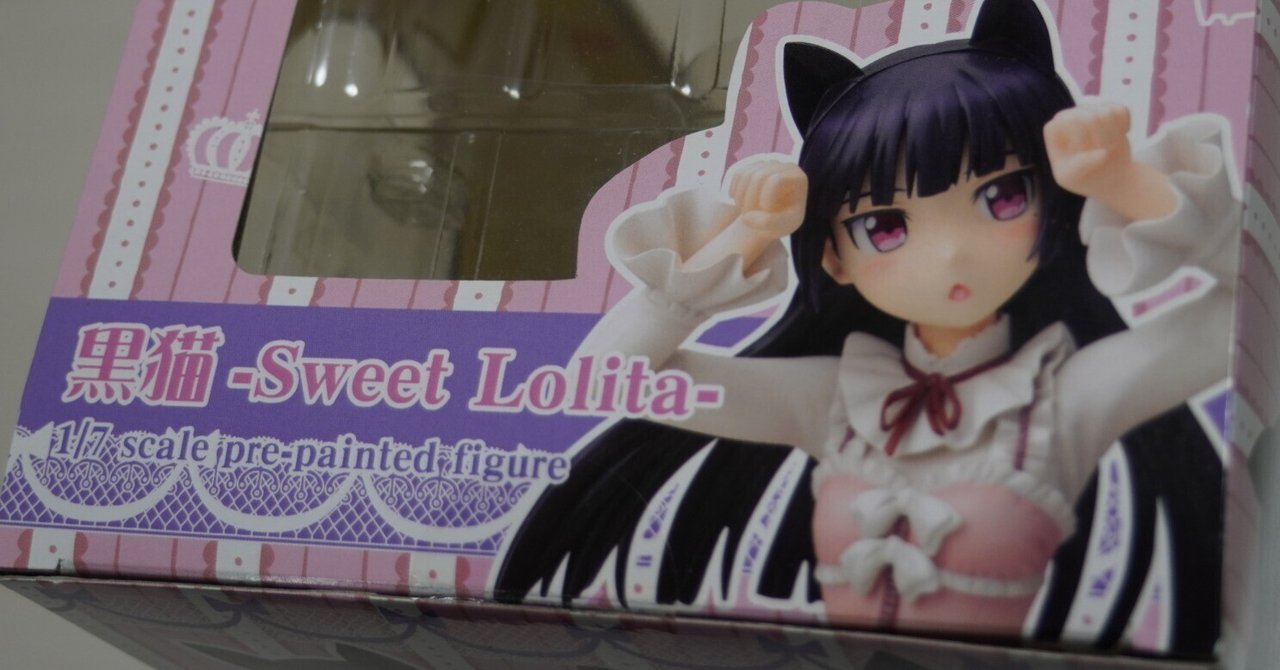 黒猫 -Sweet Lolita-
1/7 scale pre-painted figure